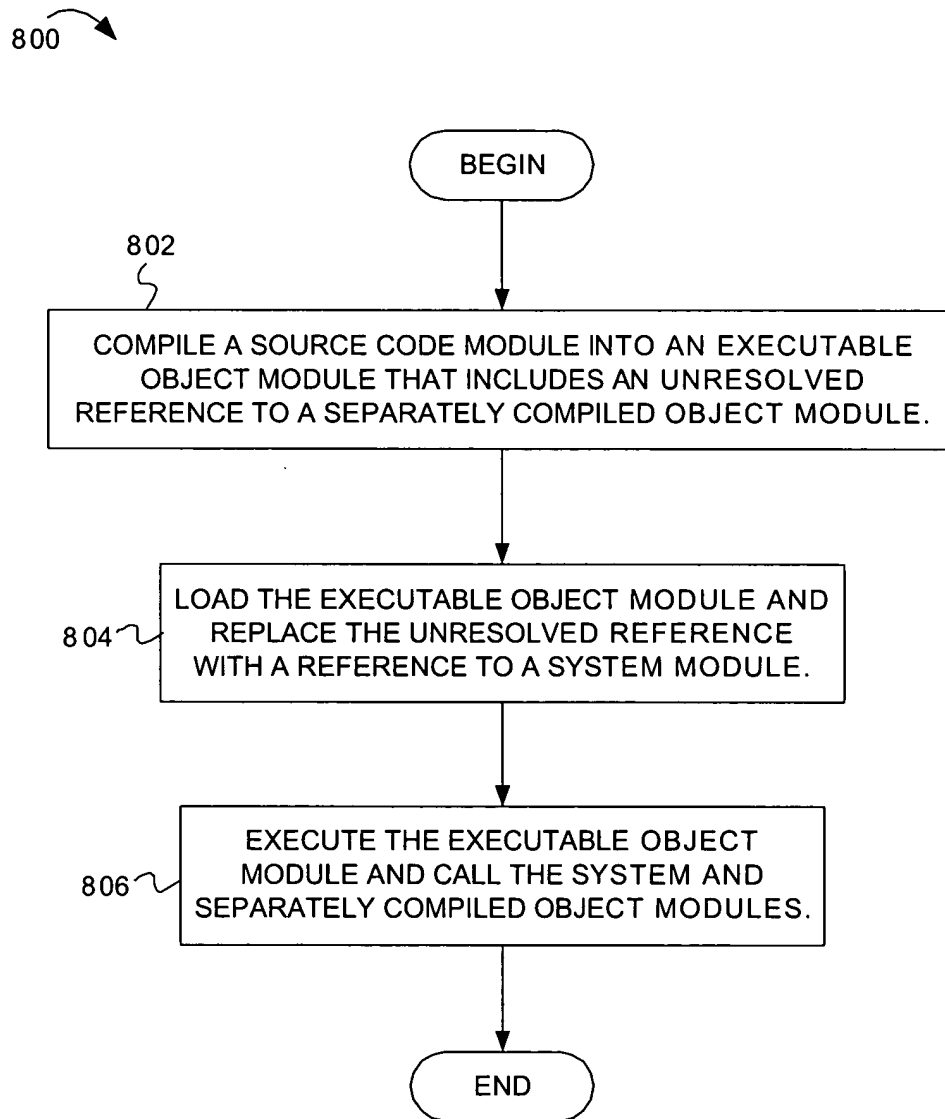 800
BEGIN
802
COMPILE A SOURCE CODE MODULE INTO AN EXECUTABLE
OBJECT MODULE THAT INCLUDES AN UNRESOLVED
REFERENCE TO A SEPARATELY COMPILED OBJECT MODULE.
804
LOAD THE EXECUTABLE OBJECT MODULE AND
REPLACE THE UNRESOLVED REFERENCE
WITH A REFERENCE TO A SYSTEM MODULE.
806
EXECUTE THE EXECUTABLE OBJECT
MODULE AND CALL THE SYSTEM AND
SEPARATELY COMPILED OBJECT MODULES.
END